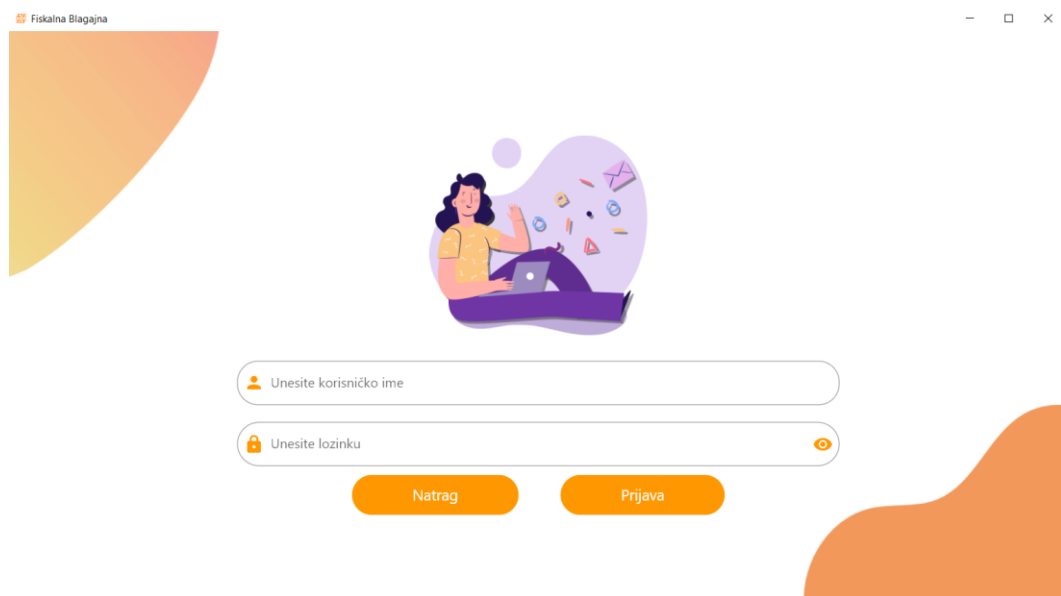 Fiskalna Blagajna
Unesite korisničko ime
Unesite lozinku
Natrag
Prijava